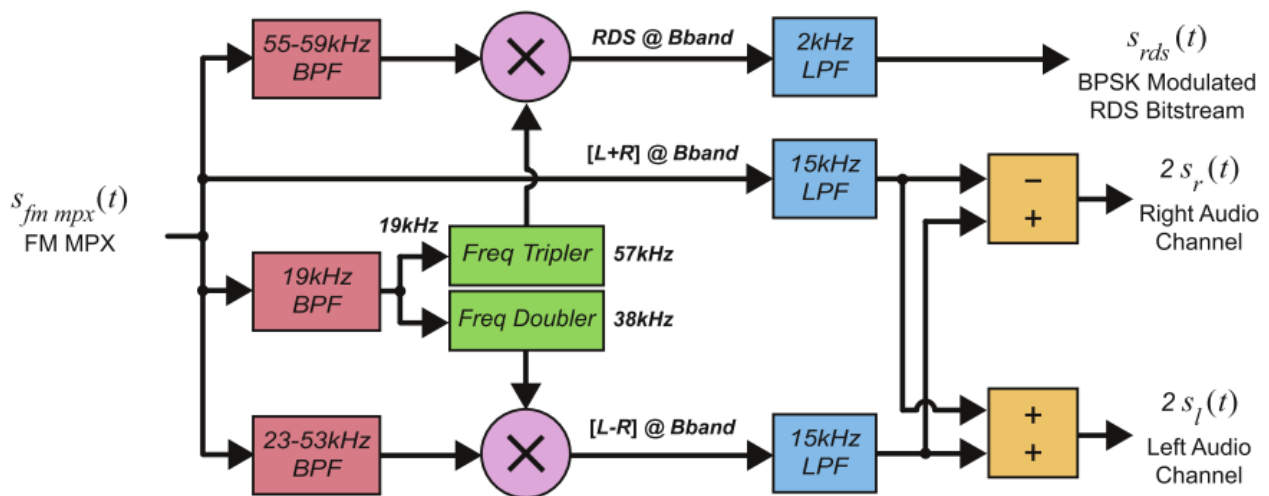 55-59kHz
BPF
RDS @ Bband
2kHz
LPF
s_rds(t)
BPSK Modulated
RDS Bitstream
[L+R] @ Bband
15kHz
LPF
−
+
2 s_r(t)
Right Audio
Channel
s_fm mpx(t)
FM MPX
19kHz
BPF
19kHz
Freq Tripler
57kHz
Freq Doubler
38kHz
23-53kHz
BPF
[L-R] @ Bband
15kHz
LPF
+
+
2 s_l(t)
Left Audio
Channel